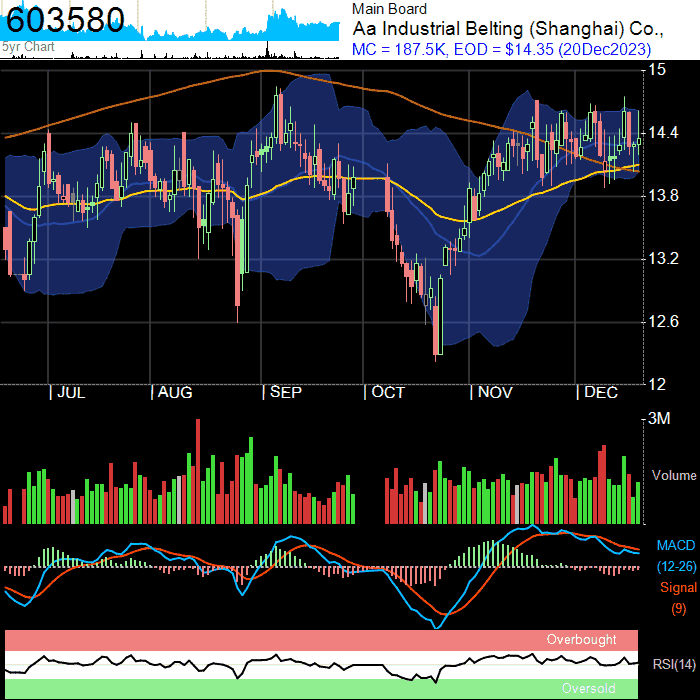 603580
5yr Chart
Main Board
Aa Industrial Belting (Shanghai) Co.,
MC = 187.5K, EOD = $14.35 (20Dec2023)
15
14.4
13.8
13.2
12.6
12
| JUL | AUG | SEP | OCT | NOV | DEC
3M
Volume
MACD
(12-26)
Signal
(9)
Overbought
RSI(14)
Oversold